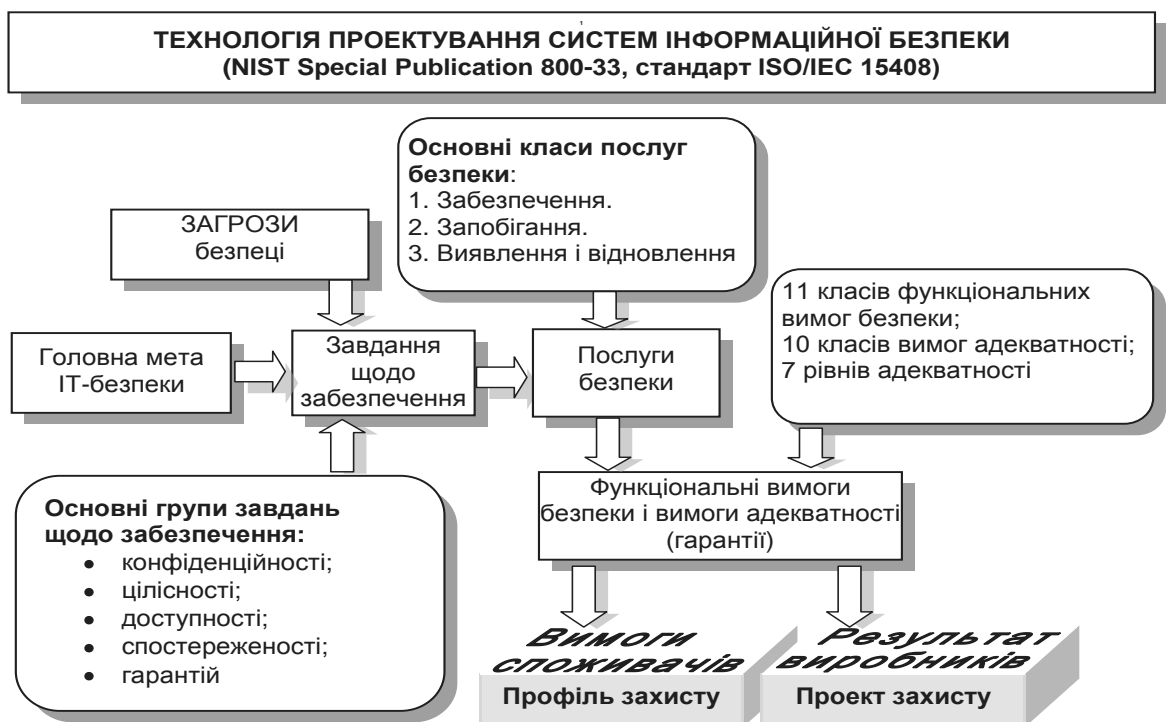 ТЕХНОЛОГІЯ ПРОЕКТУВАННЯ СИСТЕМ ІНФОРМАЦІЙНОЇ БЕЗПЕКИ
(NIST Special Publication 800-33, стандарт ISO/IEC 15408)
Основні класи послуг
безпеки:
1. Забезпечення.
2. Запобігання.
3. Виявлення і відновлення
ЗАГРОЗИ
безпеці
11 класів функціональних
вимог безпеки;
10 класів вимог адекватності;
7 рівнів адекватності
Головна мета
ІТ-безпеки
Завдання
щодо
забезпечення
Послуги
безпеки
Функціональні вимоги
безпеки і вимоги адекватності
(гарантії)
Основні групи завдань
щодо забезпечення:
• конфіденційності;
• цілісності;
• доступності;
• спостереженості;
• гарантій
Вимоги
споживачів
Профіль захисту
Результат
виробників
Проект захисту